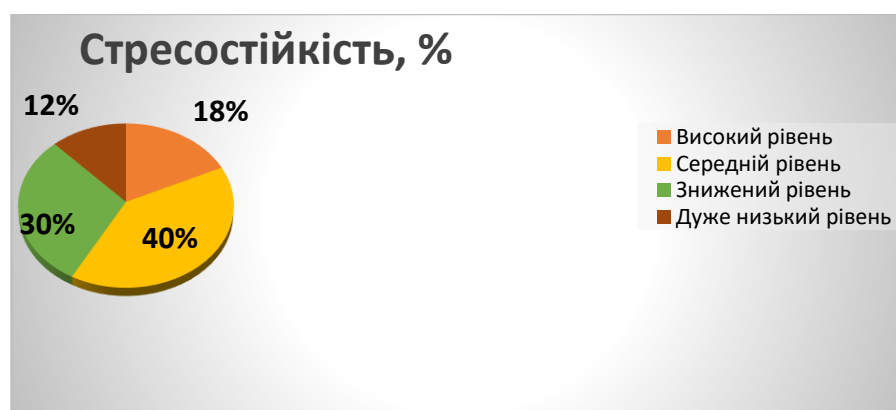 Стресостійкість, %
12%
18%
30%
40%
Високий рівень
Середній рівень
Знижений рівень
Дуже низький рівень